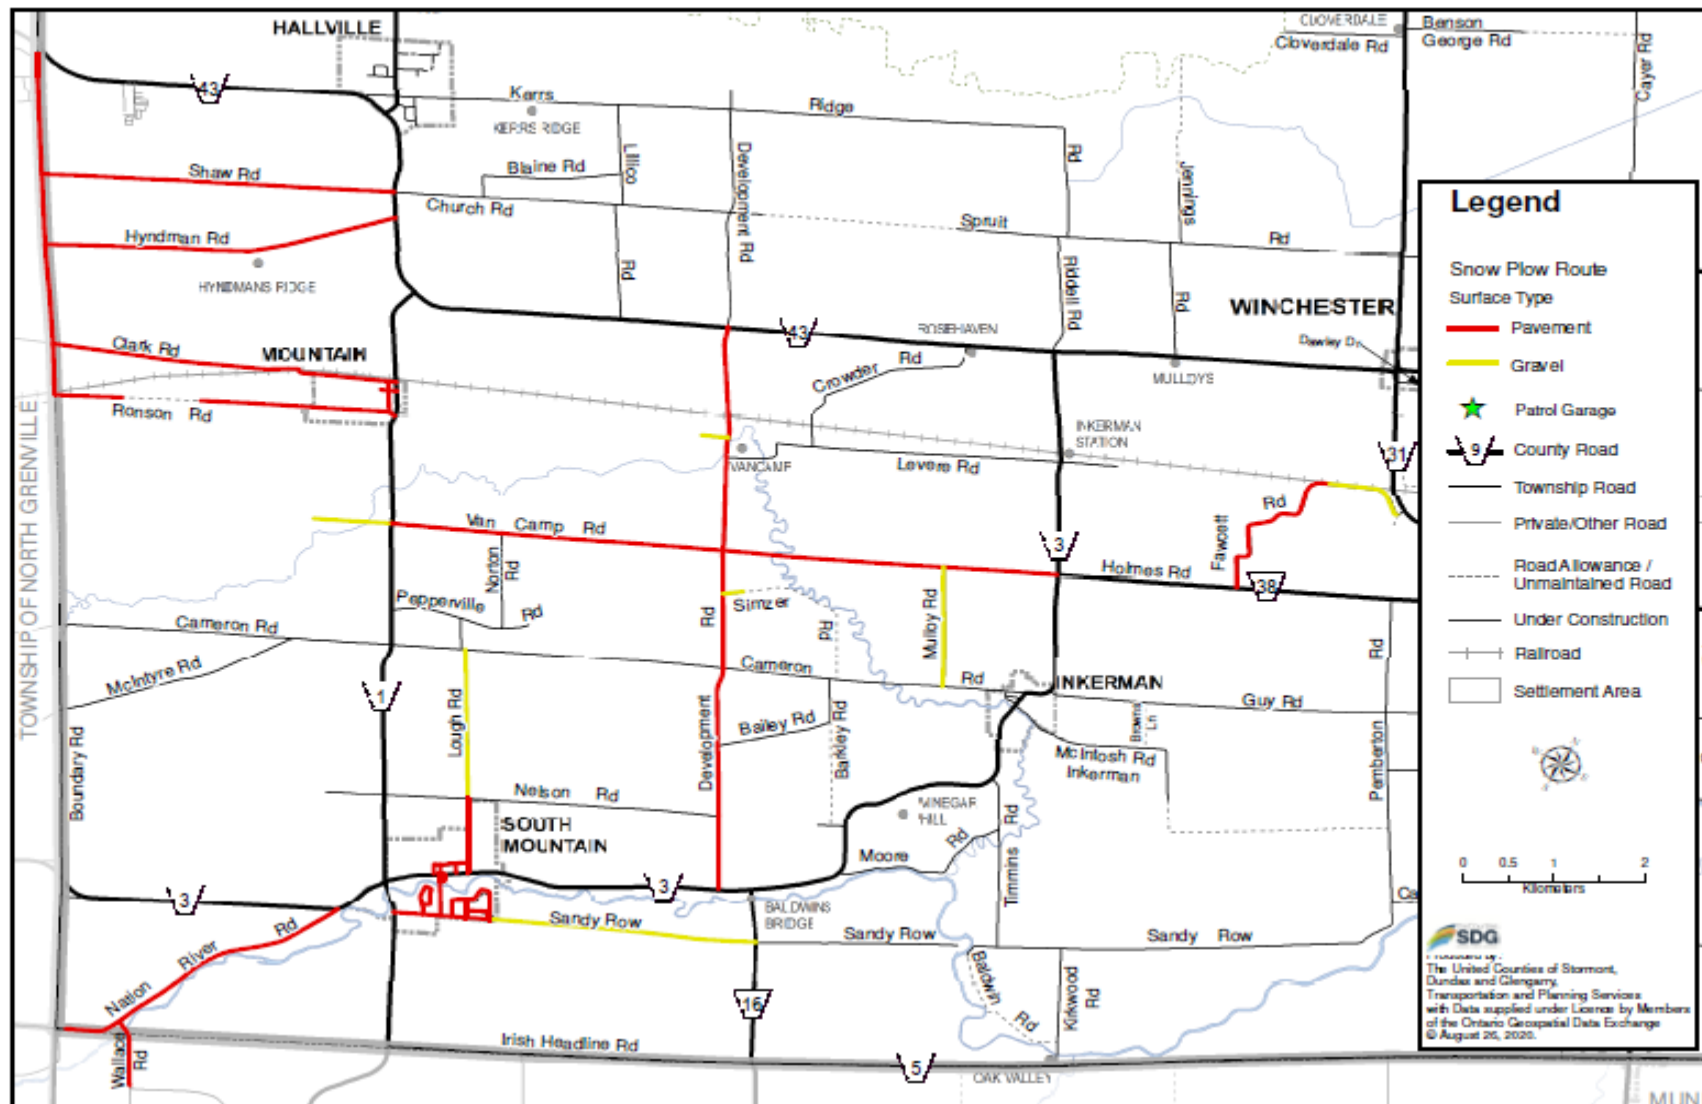 HALLVILLE
CLOVERDALE
Benson
Cloverdale Rd
George Rd
Cayer Rd
43
Kerrs
Ridge
Rd
KERRS RIDGE
Lillico
Rd
Development Rd
Jennings
Rd
Shaw Rd
Blaine Rd
Church Rd
Spruit
Rd
Hyndman Rd
HYNDMANS RIDGE
Riddell Rd
WINCHESTER
Dawley Dr
43
ROSEHAVEN
MULLOYS
Clark Rd
MOUNTAIN
Crowder Rd
Ronson Rd
INKERMAN
STATION
31
VANCAMP
Levere Rd
Van Camp Rd
Norton
Rd
3
Holmes Rd
Fawcett
Rd
38
Pepperville
Rd
Simzer
Rd
Mulloy Rd
Rd
Cameron Rd
McIntyre Rd
Cameron
Rd
INKERMAN
Guy Rd
Rd
1
Lough Rd
Development
Bailey Rd
Barkley Rd
Browns
Ln
McIntosh Rd
Inkerman
Pemberton
Boundary Rd
TOWNSHIP OF NORTH GRENVILLE
Nelson Rd
SOUTH
MOUNTAIN
WINEGAR
HILL
Moore
Rd
Timmins
Rd
3
3
BALDWINS
BRIDGE
Sandy Row
Sandy Row
Sandy Row
Ca
Nation
River
Rd
Baldwin
Rd
Kirkwood
Rd
16
Wallace
Rd
Irish Headline Rd
5
OAK VALLEY
MUN
Legend
Snow Plow Route
Surface Type
Pavement
Gravel
Patrol Garage
9
County Road
Township Road
Private/Other Road
Road Allowance /
Unmaintained Road
Under Construction
Railroad
Settlement Area
0 0.5 1 2
Kilometers
SDG
The United Counties of Stormont,
Dundas and Glengarry,
Transportation and Planning Services
with Data supplied under Licence by Members
of the Ontario Geospatial Data Exchange
© August 26, 2020.